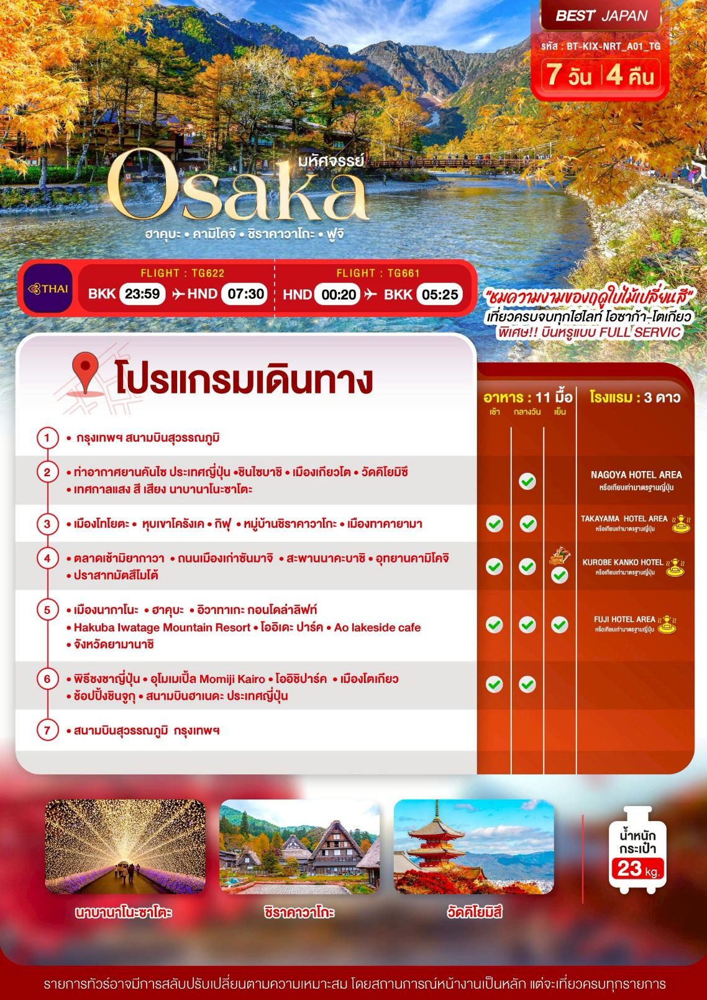 BEST JAPAN
รหัส : BT-KIX-NRT_A01_TG
7 วัน 4 คืน
มหัศจรรย์
Osaka
ฮาคุบะ • คามิโคจิ • ชิราคาวาโกะ • ฟูจิ
THAI
FLIGHT : TG622
BKK 23:59 HND 07:30
FLIGHT : TG661
HND 00:20 BKK 05:25
"ชมความงามของฤดูใบไม้เปลี่ยนสี"
เที่ยวครบจบทุกไฮไลท์ โอซาก้า-โตเกียว
พิเศษ!! บินหรูแบบ FULL SERVIC
โปรแกรมเดินทาง
อาหาร : 11 มื้อ
โรงแรม : 3 ดาว
เช้า กลางวัน เย็น
1 • กรุงเทพฯ สนามบินสุวรรณภูมิ
2 • ท่าอากาศยานคันไซ ประเทศญี่ปุ่น •ชินไซบาชิ • เมืองเกียวโต • วัดคิโยมิซึ
• เทศกาลแสง สี เสียง นาบานาโนะซาโตะ
NAGOYA HOTEL AREA
หรือเทียบเท่ามาตรฐานญี่ปุ่น
3 • เมืองโทโยตะ • หุบเขาโครังเค • กิฟุ • หมู่บ้านชิราคาวาโกะ • เมืองทาคายามา
TAKAYAMA HOTEL AREA
หรือเทียบเท่ามาตรฐานญี่ปุ่น
4 • ตลาดเช้ามิยากาวา • ถนนเมืองเก่าซันมาจิ • สะพานนาคะบาชิ • อุทยานคามิโคจิ
• ปราสาทมัตสึโมโต้
KUROBE KANKO HOTEL
หรือเทียบเท่ามาตรฐานญี่ปุ่น
5 • เมืองนากาโนะ • ฮาคุบะ • อิวาทาเกะ กอนโดล่าลิฟท์
• Hakuba Iwatage Mountain Resort • โออิเดะ ปาร์ค • Ao lakeside cafe
• จังหวัดยามานาชิ
FUJI HOTEL AREA
หรือเทียบเท่ามาตรฐานญี่ปุ่น
6 • พิธีชงชาญี่ปุ่น • อุโมเมเปิ้ล Momiji Kairo • โออิชิปาร์ค • เมืองโตเกียว
• ช้อปปิ้งชินจูกุ • สนามบินฮาเนดะ ประเทศญี่ปุ่น
7 • สนามบินสุวรรณภูมิ กรุงเทพฯ
นาบานาโนะซาโตะ
ชิราคาวาโกะ
วัดคิโยมิสึ
น้ำหนัก
กระเป๋า
23 kg.
รายการทัวร์อาจมีการสลับปรับเปลี่ยนตามความเหมาะสม โดยสถานการณ์หน้างานเป็นหลัก แต่จะเที่ยวครบทุกรายการ